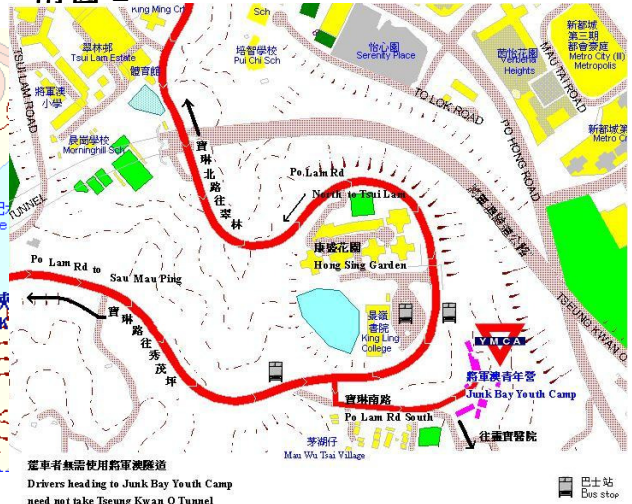 King Ming Cr
Sch
翠林邨
Tsui Lam Estate
體育館
培智學校
Pui Chi Sch
怡心園
Serenity Place
茵怡花園
Verbena
Heights
新都城
第三期
都會豪庭
Metro City (III)
Metropolis
MAU TAI ROAD
TSUI LAM ROAD
將軍澳
小學
TO LOK ROAD
PO HONG ROAD
新都城第
Metro C
晨崗學校
Morninghill Sch
寶琳北路往
翠林
Po Lam Rd
North to Tsui Lam
TUNNEL
康盛花園
Hong Sing Garden
Po Lam Rd to
Sau Mau Ping
寶琳路往秀茂坪
景嶺
書院
King Ling
College
TSEUNG KWAN O
YMCA
將軍澳青年營
Junk Bay Youth Camp
寶琳南路
Po Lam Rd South
往靈實醫院
茅湖仔
Mau Wu Tsai Village
駕車者無需使用將軍澳隧道
Drivers heading to Junk Bay Youth Camp
need not take Tseung Kwan O Tunnel
巴士站
Bus stop